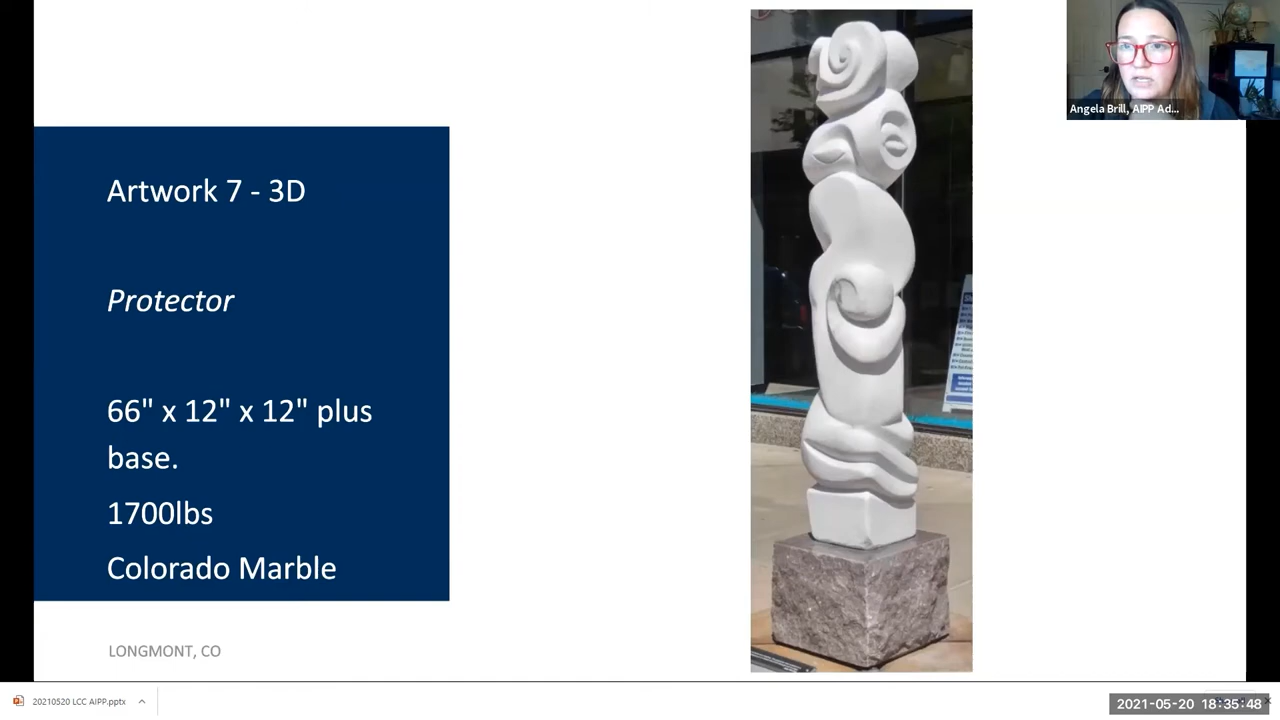 Artwork 7 - 3D
Protector
66" x 12" x 12" plus
base.
1700lbs
Colorado Marble
LONGMONT, CO
Angela Brill, AIPP Ad...
20210520 LCC AIPP.pptx
2021-05-20 18:35:48